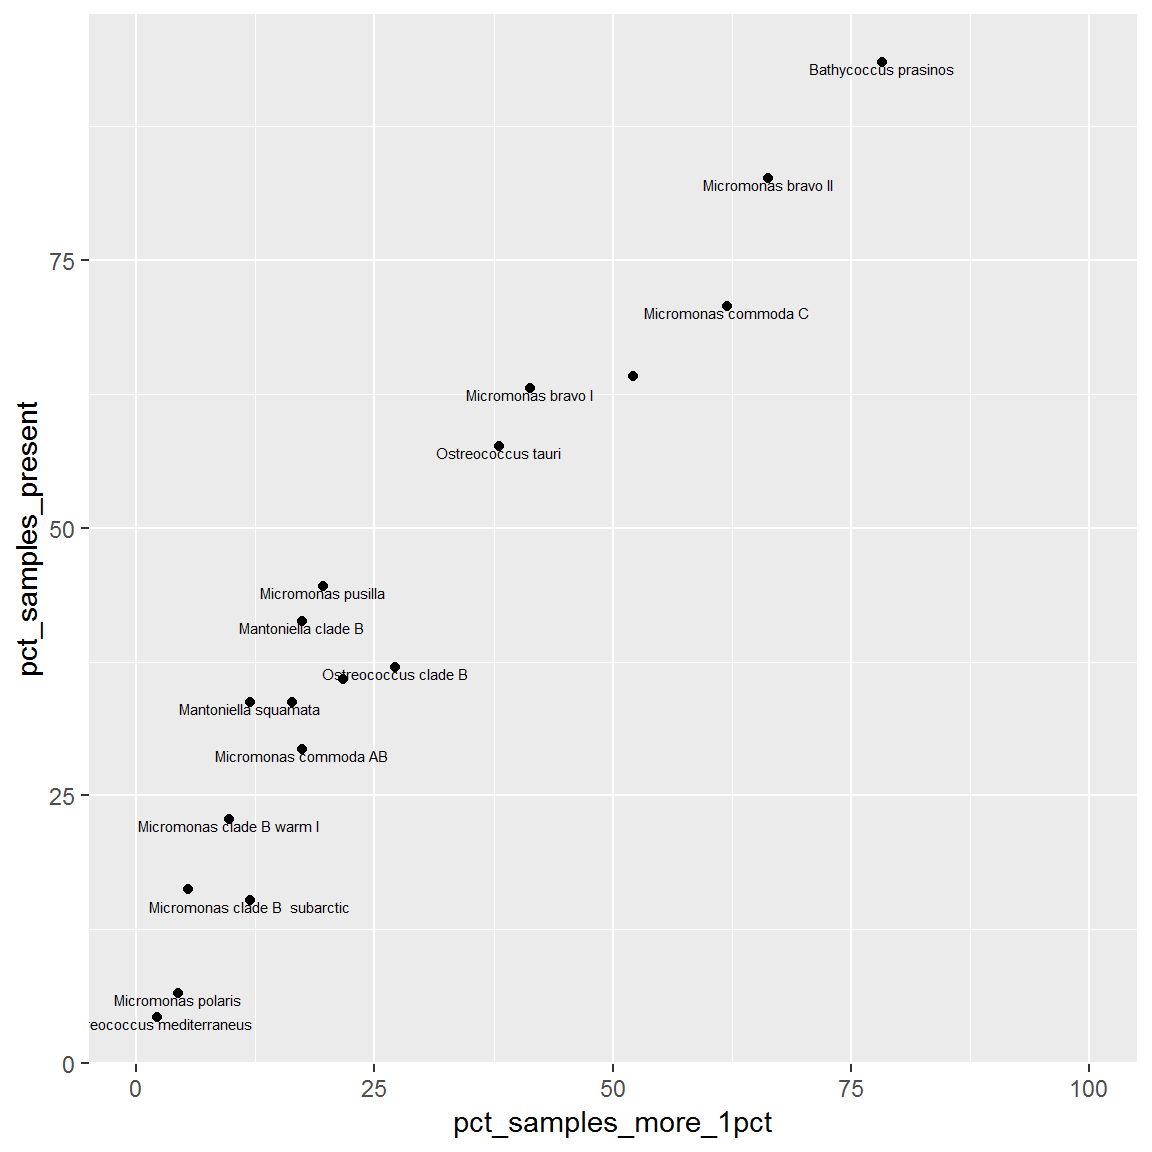 Bathycoccus prasinos
Micromonas bravo II
75
Micromonas commoda C
Micromonas bravo I
Ostreococcus tauri
pct_samples_present
50
Micromonas pusilla
Mantoniella clade B
Ostreococcus clade B
Mantoniella squamata
Micromonas commoda AB
25
Micromonas clade B warm I
Micromonas clade B  subarctic
Micromonas polaris
reococcus mediterraneus
0
0 25 50 75 100
pct_samples_more_1pct